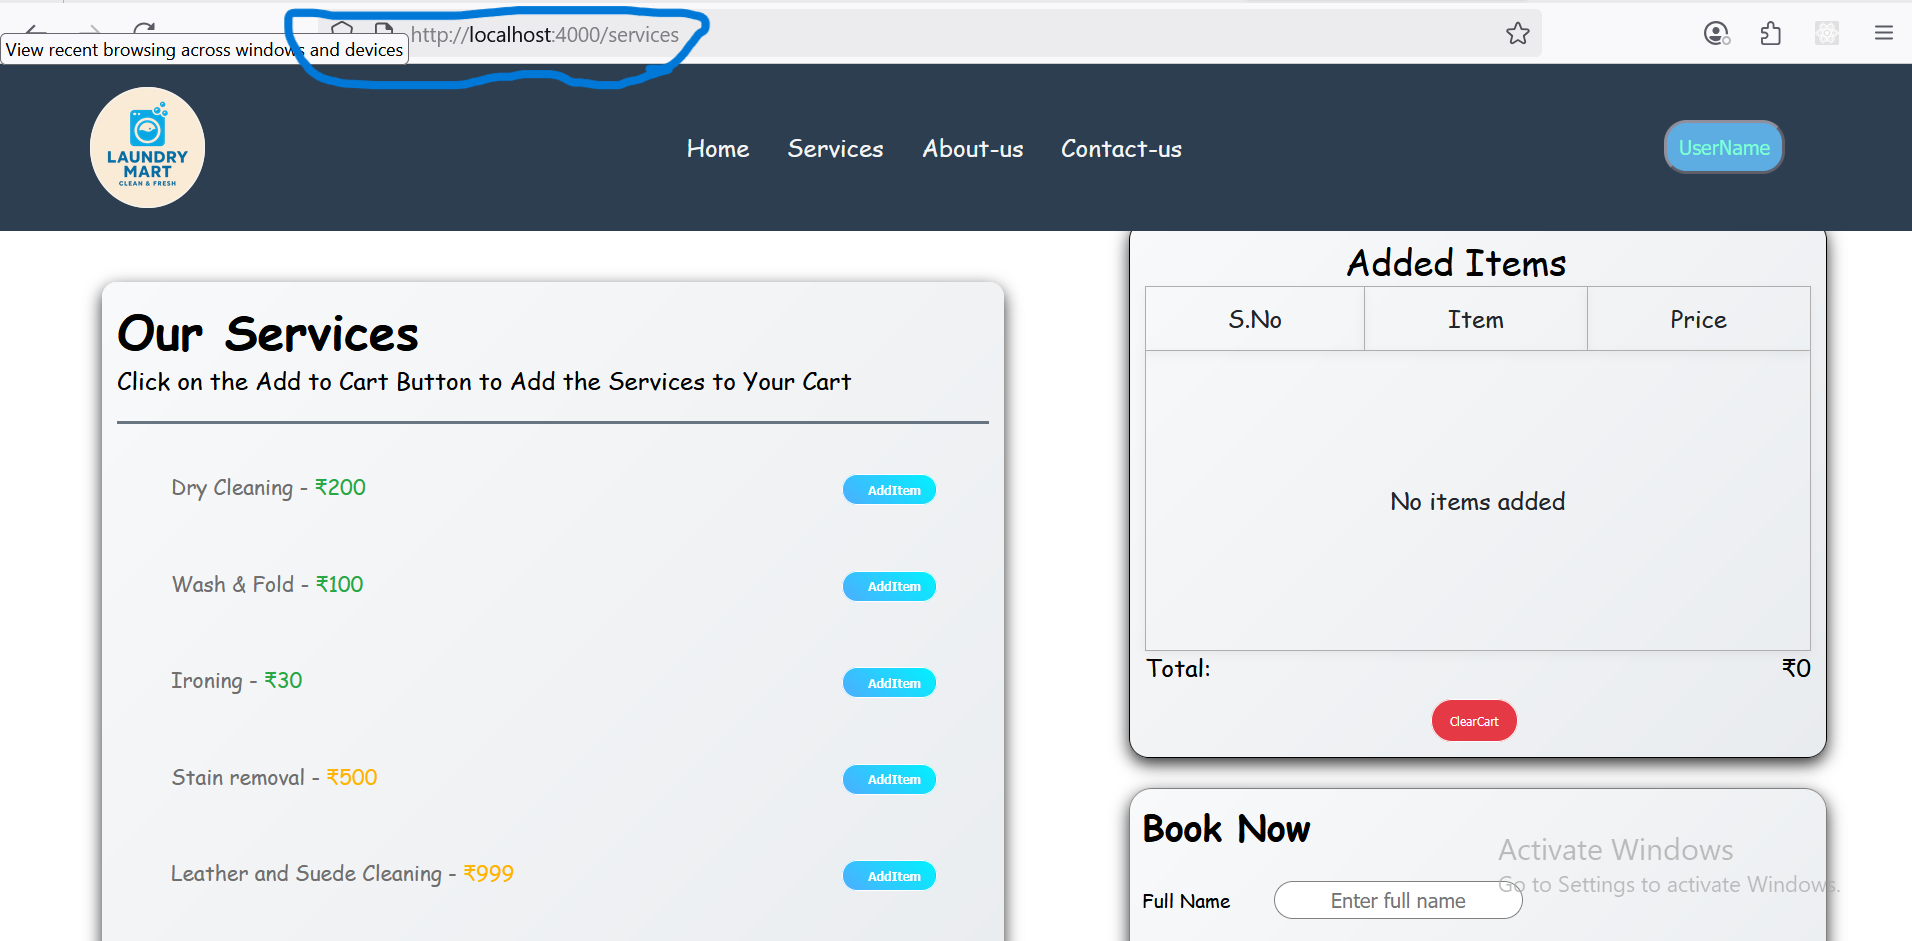 http://localhost:4000/services
View recent browsing across windows and devices
LAUNDRY
MART
CLEAN & FRESH
Home
Services
About-us
Contact-us
UserName
Our Services
Click on the Add to Cart Button to Add the Services to Your Cart
Dry Cleaning - ₹200
AddItem
Wash & Fold - ₹100
AddItem
Ironing - ₹30
AddItem
Stain removal - ₹500
AddItem
Leather and Suede Cleaning - ₹999
AddItem
Added Items
S.No
Item
Price
No items added
Total:
₹0
ClearCart
Book Now
Full Name
Enter full name
Activate Windows
Go to Settings to activate Windows.